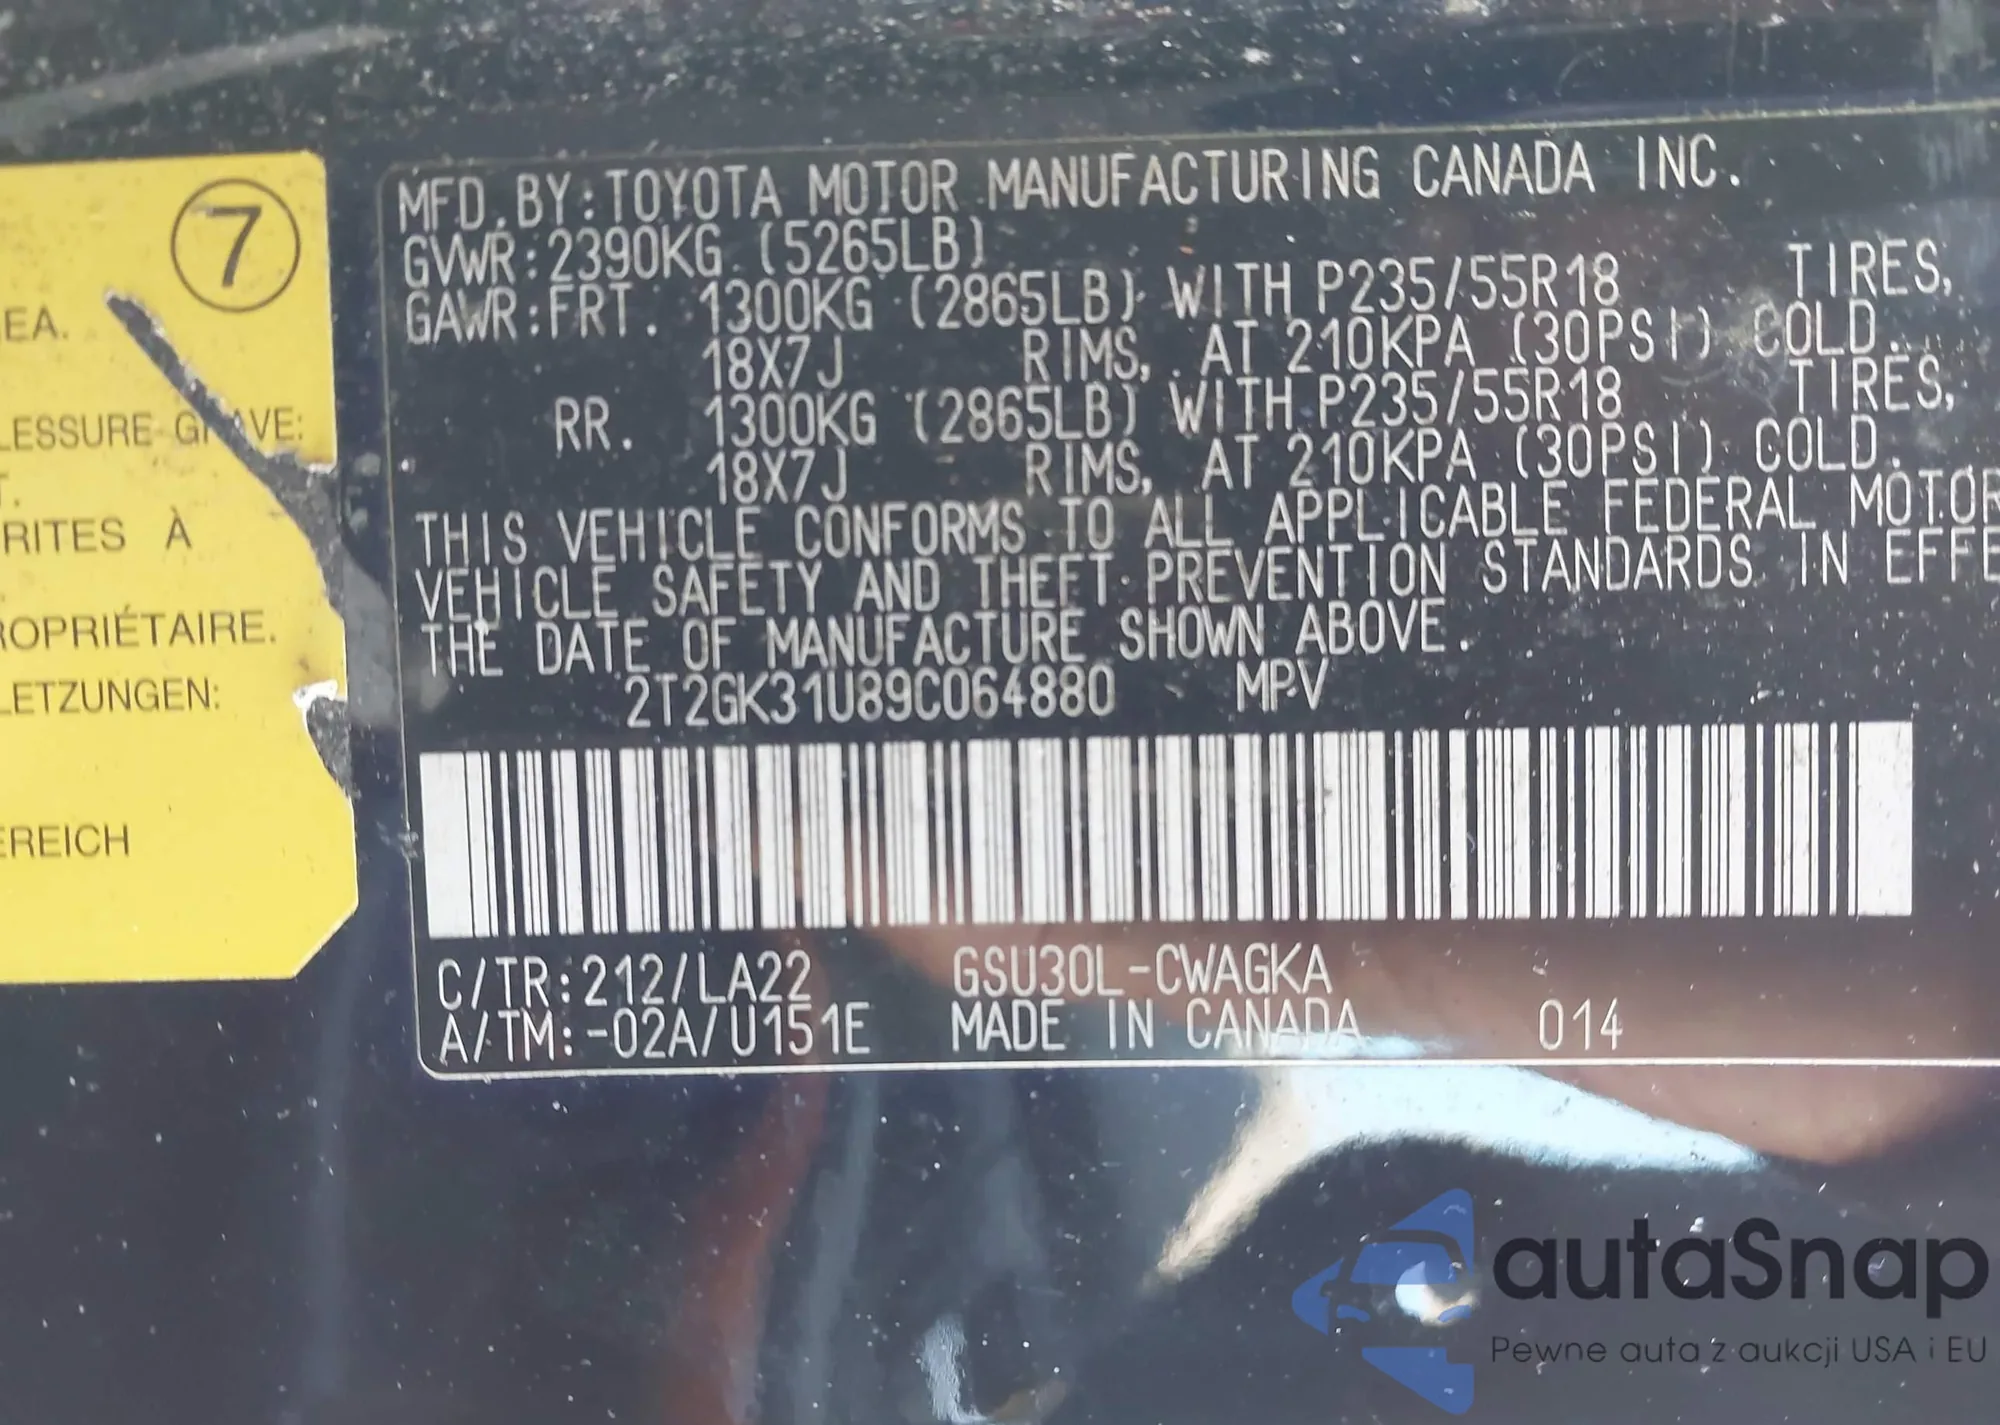 7
EA.
LESSURE GRAVE:
T.
RITES À
ROPRIÉTAIRE.
LETZUNGEN:
EREICH
MFD. BY: TOYOTA MOTOR MANUFACTURING CANADA INC.
GVWR: 2390KG (5265LB)
GAWR: FRT. 1300KG (2865LB) WITH P235/55R18 TIRES,
18X7J RIMS, AT 210KPA (30PSI) COLD.
RR. 1300KG (2865LB) WITH P235/55R18 TIRES,
18X7J RIMS, AT 210KPA (30PSI) COLD.
THIS VEHICLE CONFORMS TO ALL APPLICABLE FEDERAL MOTOR
VEHICLE SAFETY AND THEFT PREVENTION STANDARDS IN EFFE
THE DATE OF MANUFACTURE SHOWN ABOVE.
2T2GK31U89C064880 MPV
C/TR: 212/LA22 GSU30L-CWAGKA
A/TM: -02A/U151E MADE IN CANADA 014
autaSnap
Pewne auta z aukcji USA i EU